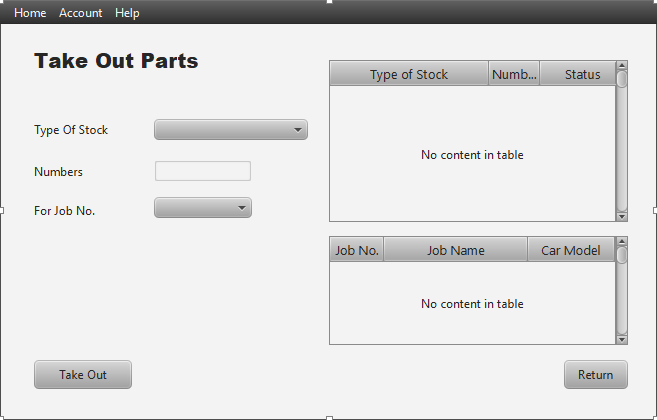 Home Account Help
Take Out Parts
Type Of Stock
Numbers
For Job No.
Type of Stock Numb... Status
No content in table
Job No. Job Name Car Model
No content in table
Take Out
Return